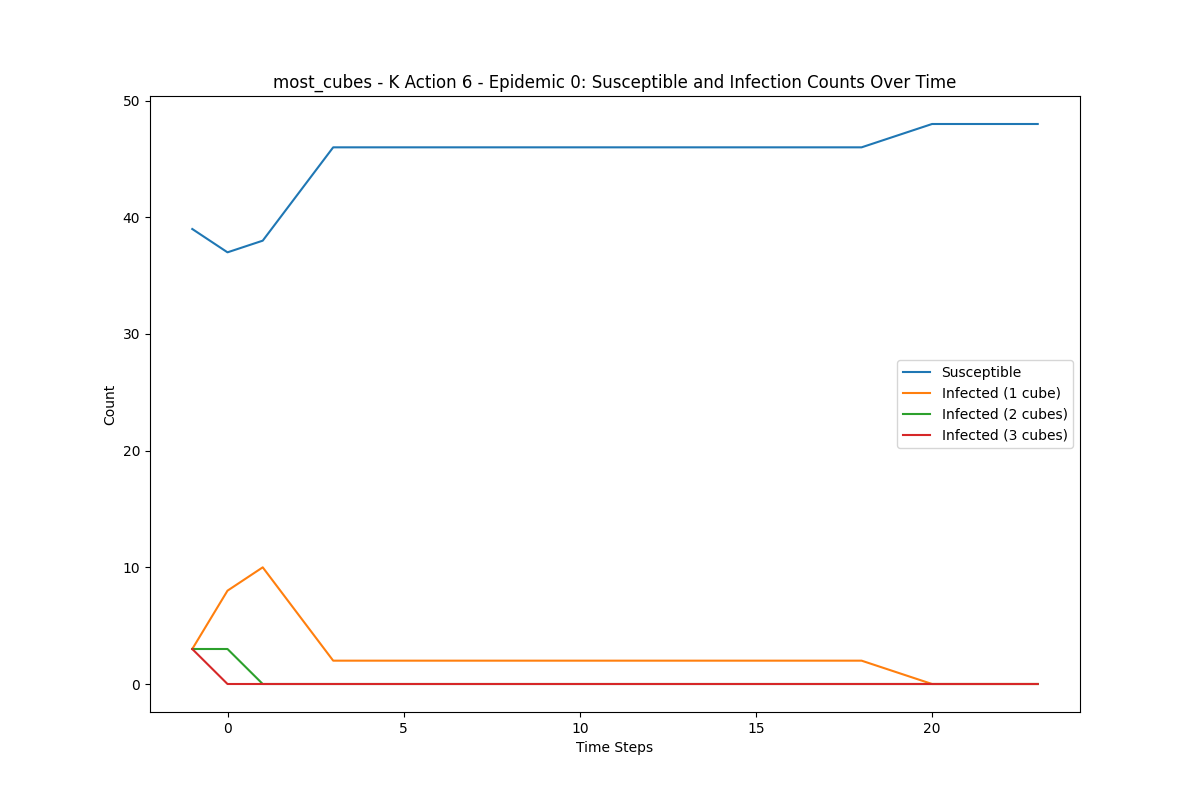 most_cubes - K Action 6 - Epidemic 0: Susceptible and Infection Counts Over Time
50
40
30
20
10
0
Count
Susceptible
Infected (1 cube)
Infected (2 cubes)
Infected (3 cubes)
0 5 10 15 20
Time Steps